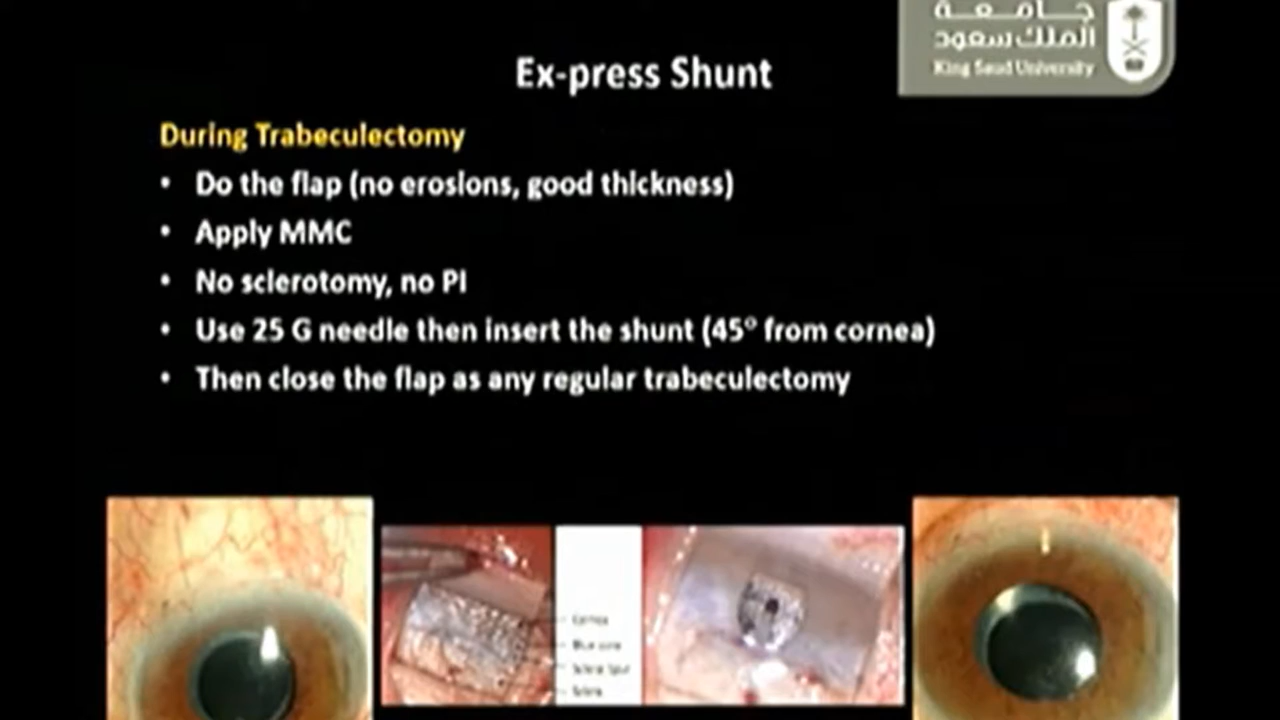 جامعة
الملك سعود
King Saud University
Ex-press Shunt
During Trabeculectomy
• Do the flap (no erosions, good thickness)
• Apply MMC
• No sclerotomy, no PI
• Use 25 G needle then insert the shunt (45° from cornea)
• Then close the flap as any regular trabeculectomy
Cornea
Blue zone
Scleral Spur
Sclera